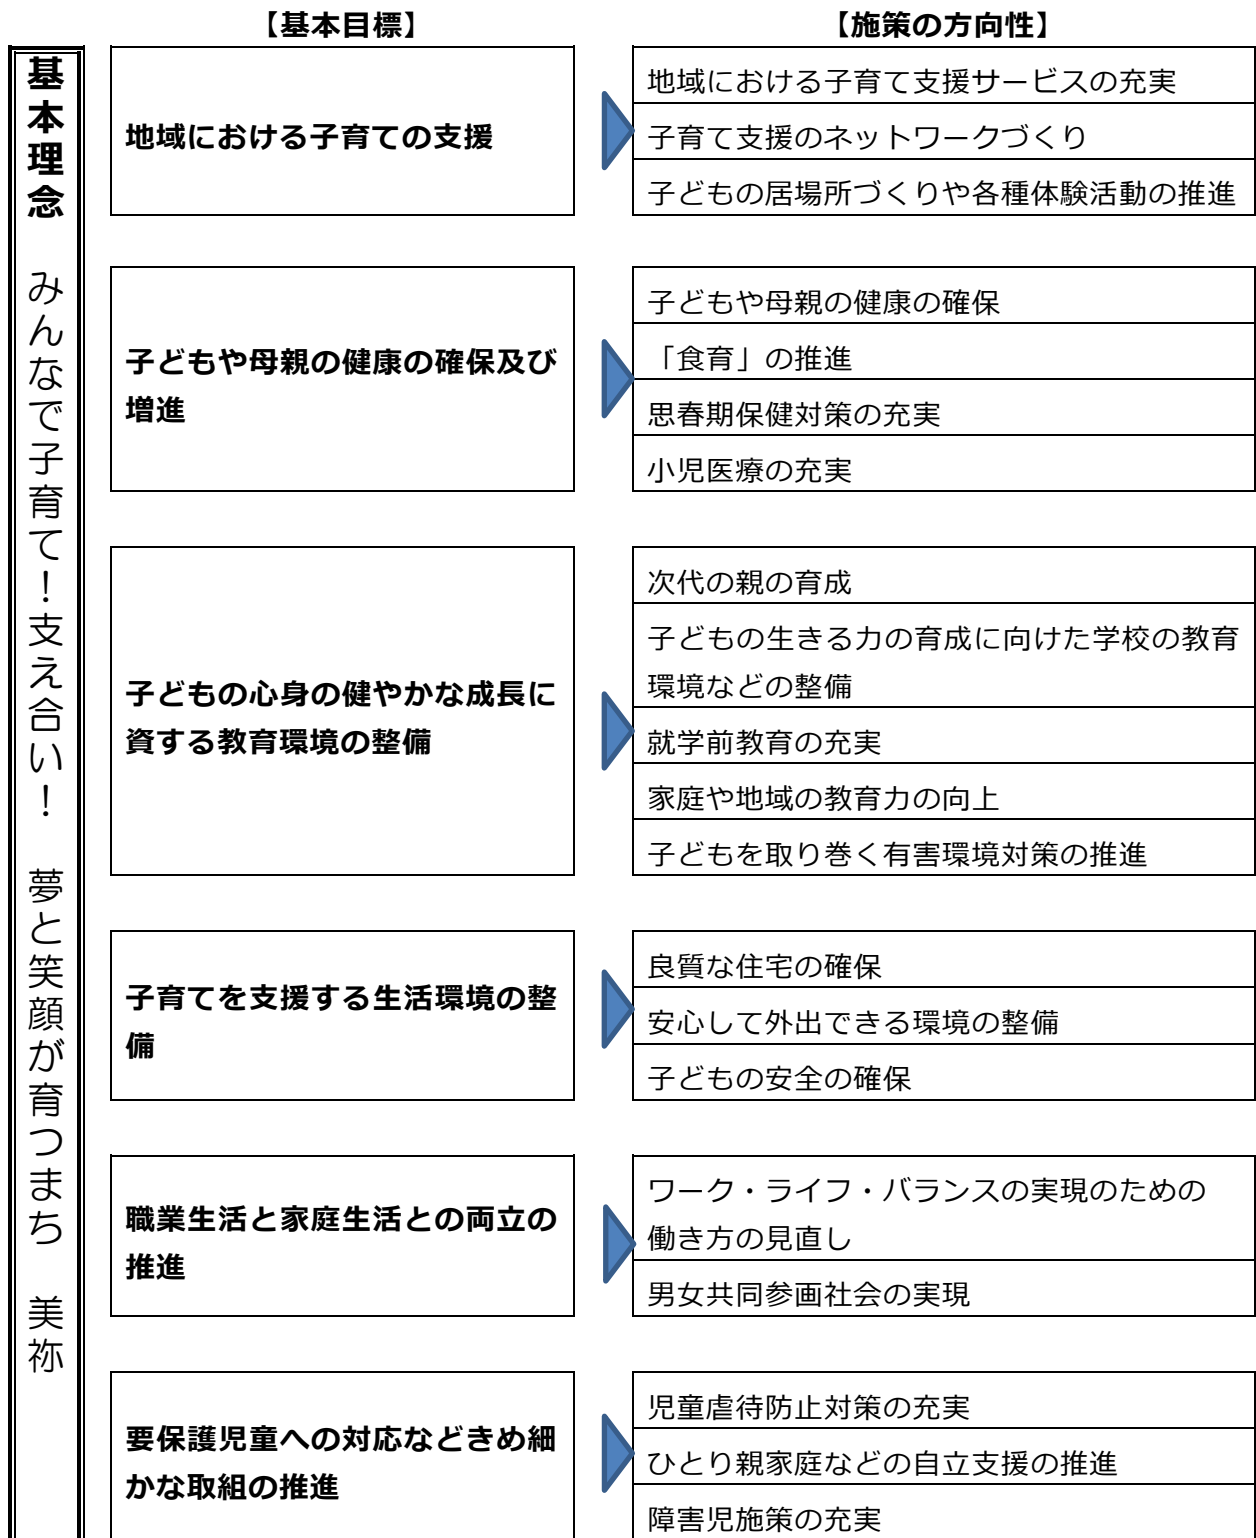 【基本目標】
【施策の方向性】
基本理念 みんなで子育て！支え合い！ 夢と笑顔が育つまち 美祢
地域における子育ての支援
地域における子育て支援サービスの充実
子育て支援のネットワークづくり
子どもの居場所づくりや各種体験活動の推進
子どもや母親の健康の確保及び
増進
子どもや母親の健康の確保
「食育」の推進
思春期保健対策の充実
小児医療の充実
子どもの心身の健やかな成長に
資する教育環境の整備
次代の親の育成
子どもの生きる力の育成に向けた学校の教育
環境などの整備
就学前教育の充実
家庭や地域の教育力の向上
子どもを取り巻く有害環境対策の推進
子育てを支援する生活環境の整
備
良質な住宅の確保
安心して外出できる環境の整備
子どもの安全の確保
職業生活と家庭生活との両立の
推進
ワーク・ライフ・バランスの実現のための
働き方の見直し
男女共同参画社会の実現
要保護児童への対応などきめ細
かな取組の推進
児童虐待防止対策の充実
ひとり親家庭などの自立支援の推進
障害児施策の充実